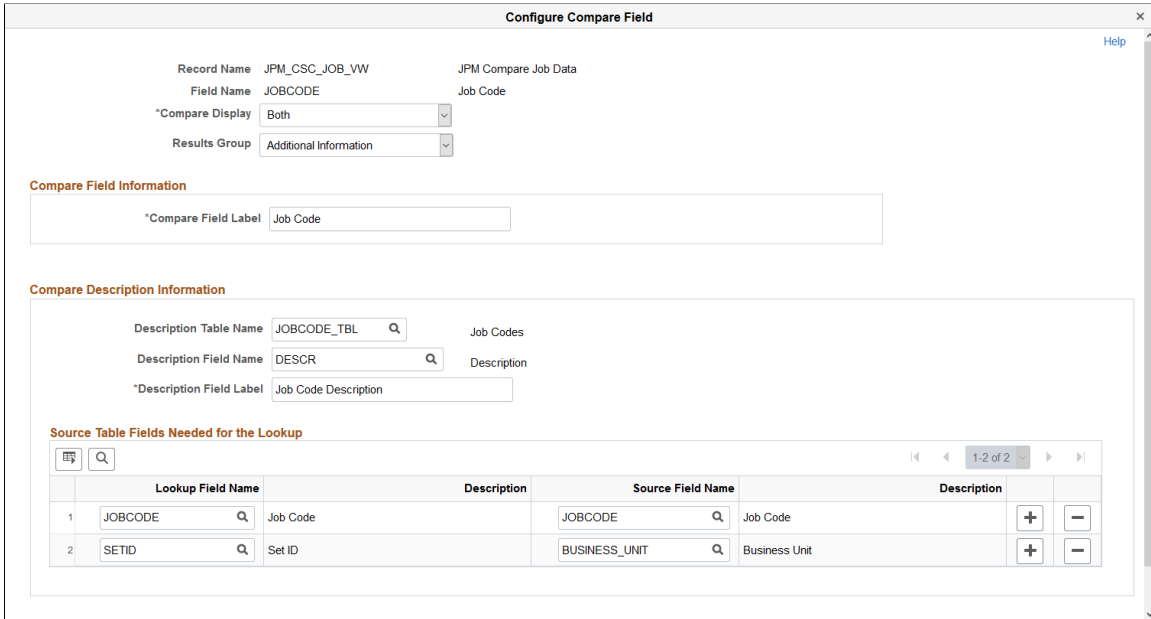 Configure Compare Field ×
Help
Record Name JPM_CSC_JOB_VW JPM Compare Job Data
Field Name JOBCODE Job Code
*Compare Display Both
Results Group Additional Information
Compare Field Information
*Compare Field Label Job Code
Compare Description Information
Description Table Name JOBCODE_TBL Job Codes
Description Field Name DESCR Description
*Description Field Label Job Code Description
Source Table Fields Needed for the Lookup
1-2 of 2
Lookup Field Name Description Source Field Name Description
1 JOBCODE Job Code JOBCODE Job Code + −
2 SETID Set ID BUSINESS_UNIT Business Unit + −